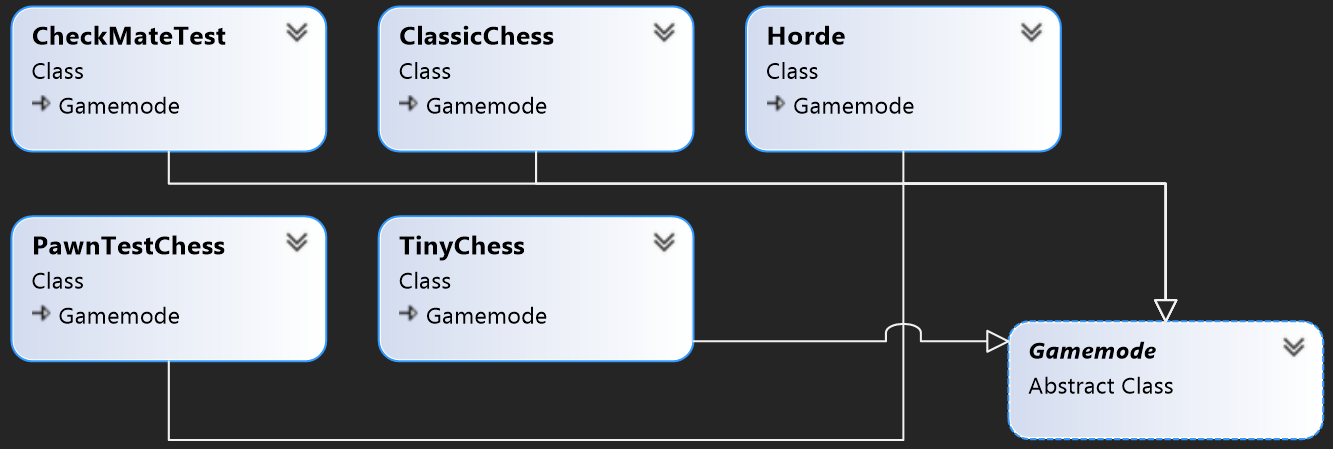 CheckMateTest
Class
Gamemode
ClassicChess
Class
Gamemode
Horde
Class
Gamemode
PawnTestChess
Class
Gamemode
TinyChess
Class
Gamemode
Gamemode
Abstract Class